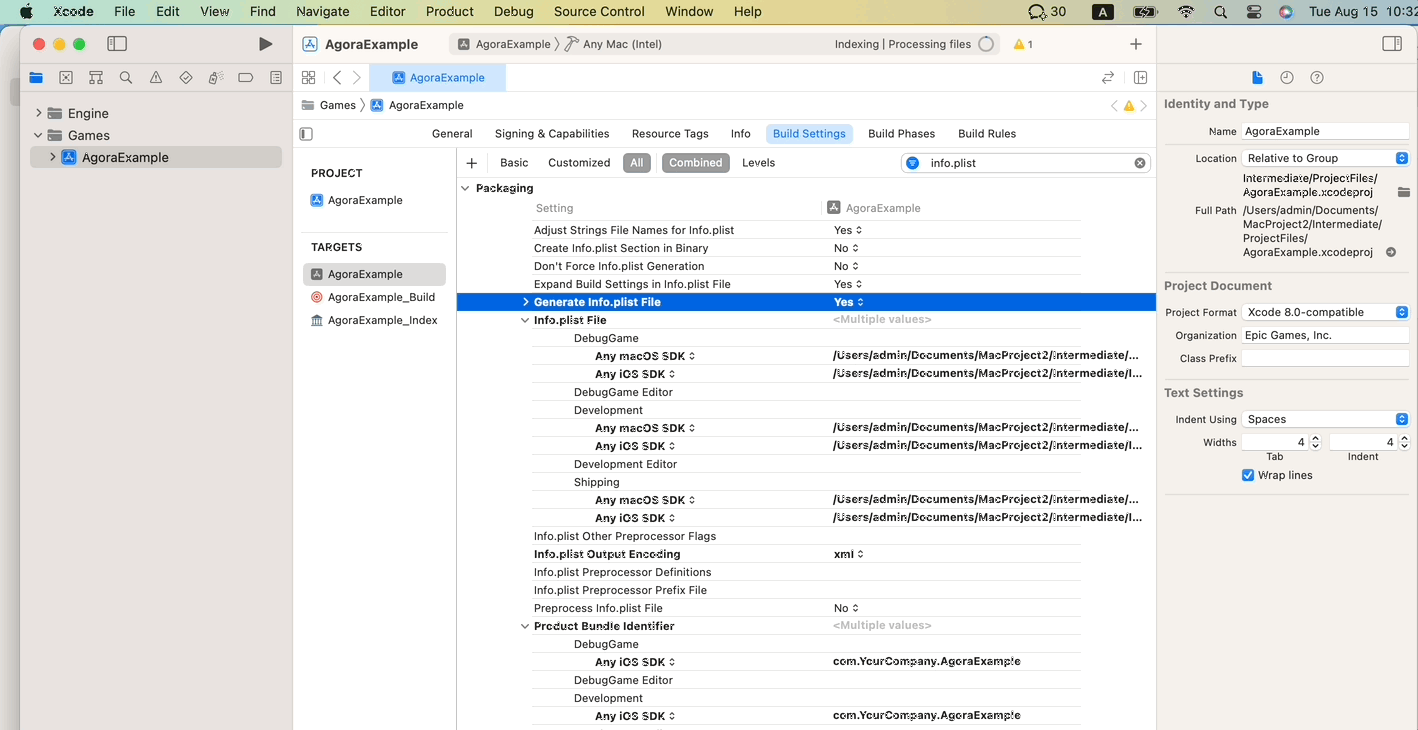 Xcode File Edit View Find Navigate Editor Product Debug Source Control Window Help 30 A Tue Aug 15 10:32
AgoraExample AgoraExample Any Mac (Intel) Indexing | Processing files 1
AgoraExample
Games AgoraExample
Engine
Games
AgoraExample
General Signing & Capabilities Resource Tags Info Build Settings Build Phases Build Rules
PROJECT
AgoraExample
TARGETS
AgoraExample
AgoraExample_Build
AgoraExample_Index
Basic Customized All Combined Levels info.plist
Packaging
Setting AgoraExample
Adjust Strings File Names for Info.plist Yes
Create Info.plist Section in Binary No
Don't Force Info.plist Generation No
Expand Build Settings in Info.plist File Yes
Generate Info.plist File Yes
Info.plist File <Multiple values>
DebugGame
Any macOS SDK /Users/admin/Documents/MacProject2/Intermediate/...
Any iOS SDK /Users/admin/Documents/MacProject2/Intermediate/I...
DebugGame Editor
Development
Any macOS SDK /Users/admin/Documents/MacProject2/Intermediate/...
Any iOS SDK /Users/admin/Documents/MacProject2/Intermediate/I...
Development Editor
Shipping
Any macOS SDK /Users/admin/Documents/MacProject2/Intermediate/...
Any iOS SDK /Users/admin/Documents/MacProject2/Intermediate/I...
Info.plist Other Preprocessor Flags
Info.plist Output Encoding xml
Info.plist Preprocessor Definitions
Info.plist Preprocessor Prefix File
Preprocess Info.plist File No
Product Bundle Identifier <Multiple values>
DebugGame
Any iOS SDK com.YourCompany.AgoraExample
DebugGame Editor
Development
Any iOS SDK com.YourCompany.AgoraExample
Identity and Type
Name AgoraExample
Location Relative to Group
Intermediate/ProjectFiles/
AgoraExample.xcodeproj
Full Path /Users/admin/Documents/
MacProject2/Intermediate/
ProjectFiles/
AgoraExample.xcodeproj
Project Document
Project Format Xcode 8.0-compatible
Organization Epic Games, Inc.
Class Prefix
Text Settings
Indent Using Spaces
Widths 4 4
Tab Indent
Wrap lines